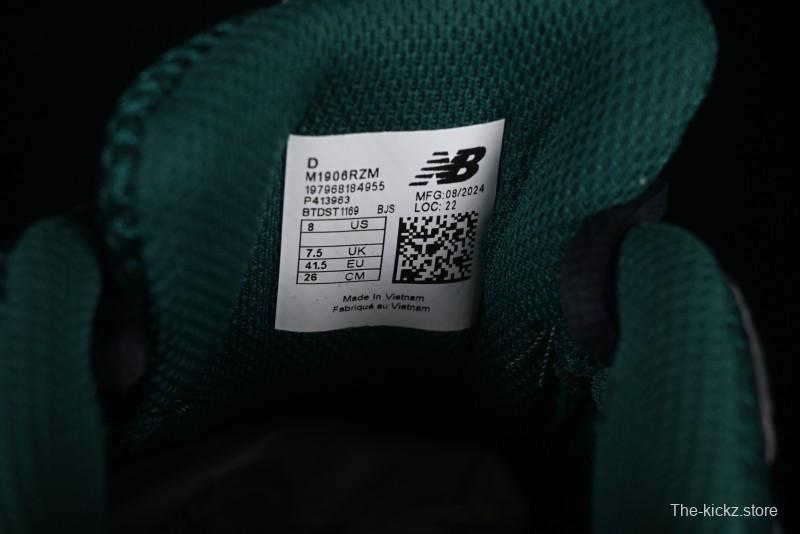 D
M1906RZM
197968184955
P413963
BTDST1169 BJS
NB
MFG:08/2024
LOC: 22
8 US
7.5 UK
41.5 EU
26 CM
Made In Vietnam
Fabriqué au Vietnam
The-kickz.store